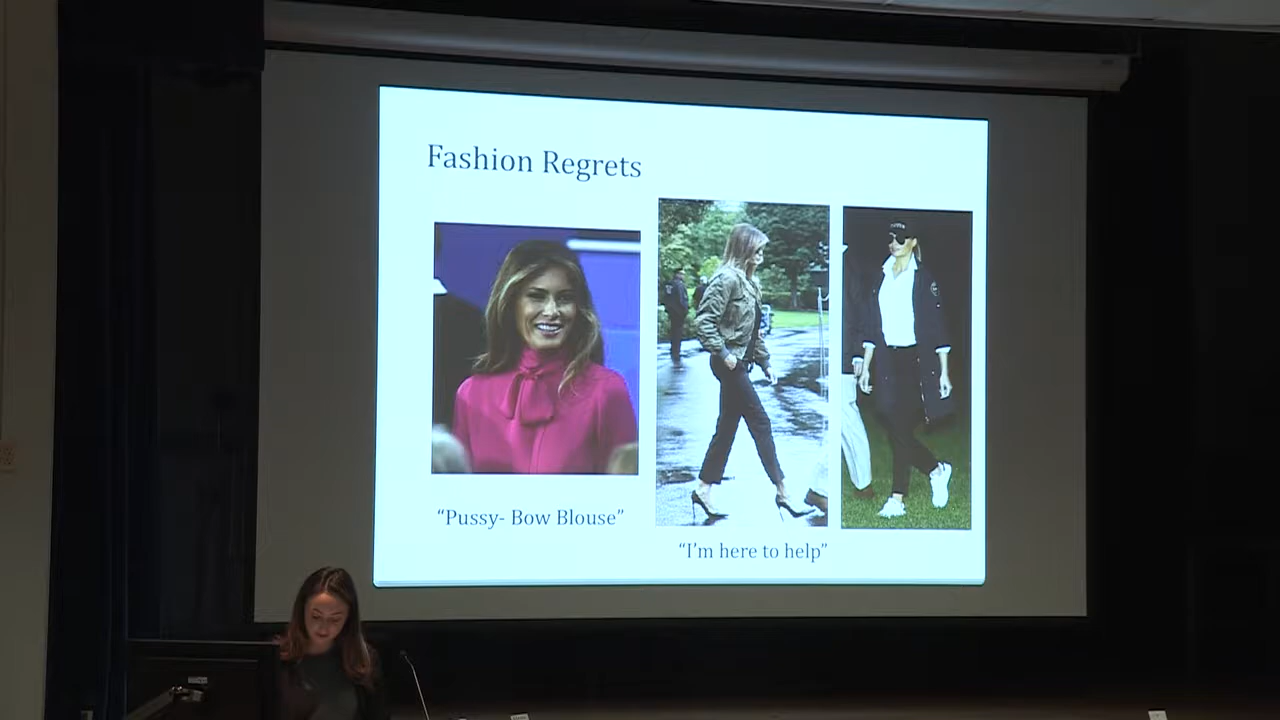 Fashion Regrets
“Pussy- Bow Blouse”
“I’m here to help”